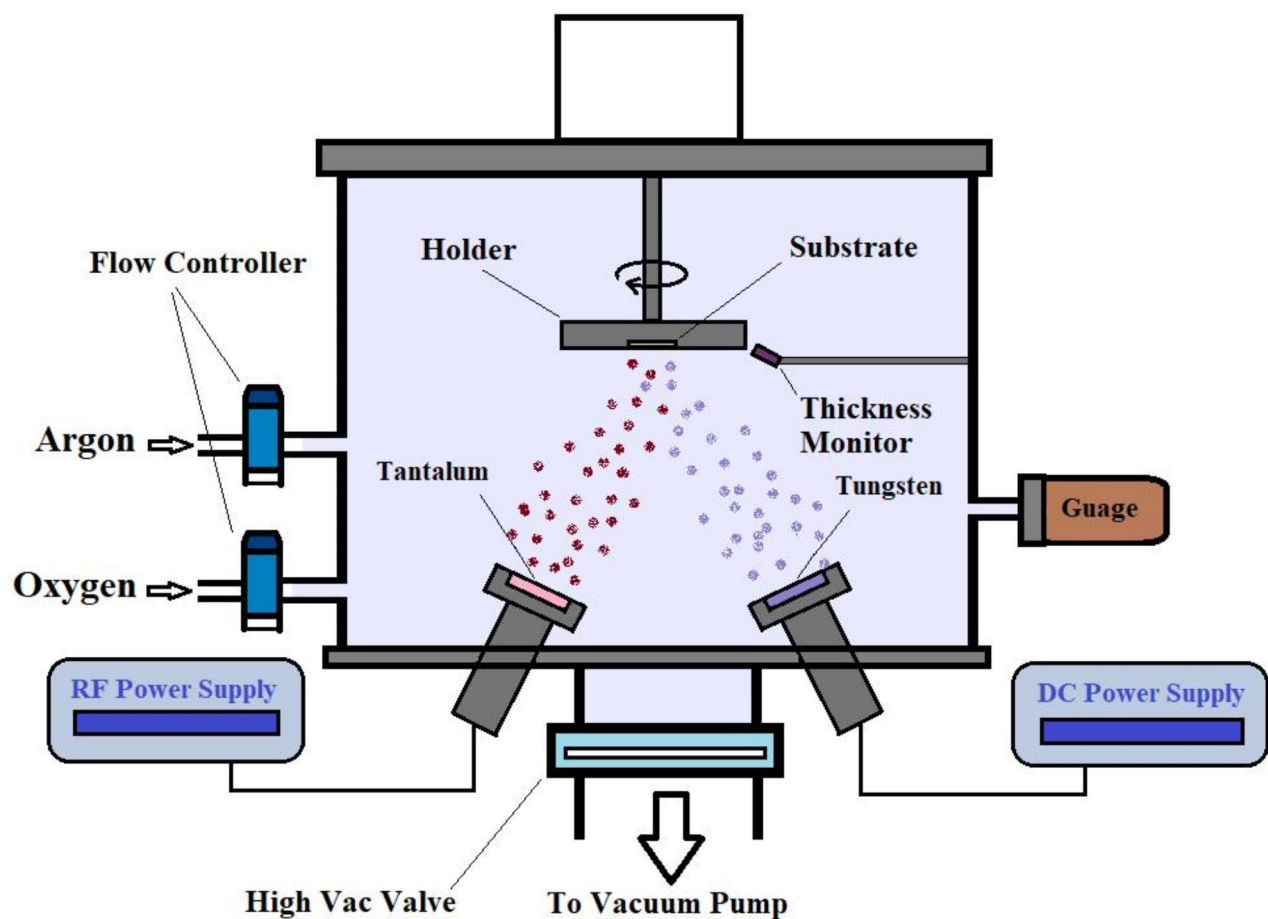 Holder
Substrate
Flow Controller
Thickness
Monitor
Argon
Tantalum
Tungsten
Guage
Oxygen
RF Power Supply
DC Power Supply
High Vac Valve
To Vacuum Pump